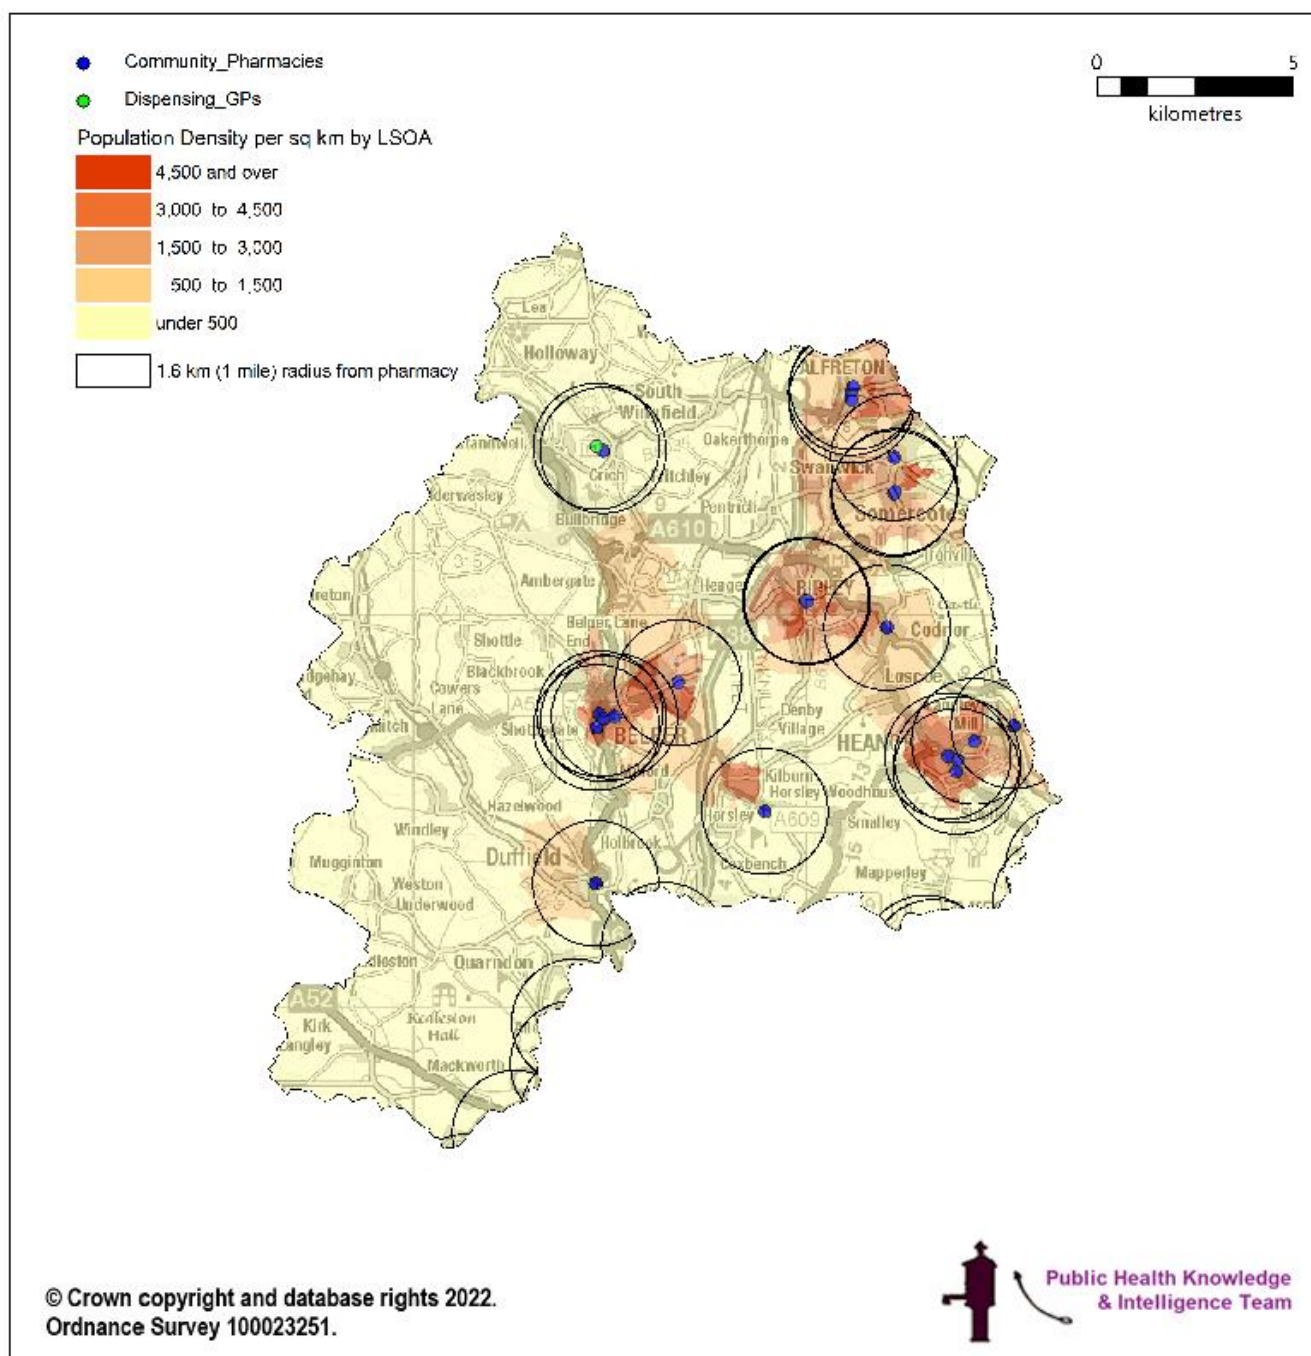 Community_Pharmacies
Dispensing_GPs
Population Density per sq km by LSOA
4,500 and over
3,000 to 4,500
1,500 to 3,000
500 to 1,500
under 500
1.6 km (1 mile) radius from pharmacy
0 5
kilometres
Lea
Holloway
ALFRETON
South
Wingfield
Oakerthorpe
Crich
Swanwick
Pentrich
Somercotes
Bullbridge
A610
Ambergate
RIPLEY
Belper Lane
End
Shottle
Codnor
Blackbrook
Loscoe
Cowers
Lane
Denby
Village
Mill
BELPER
Kilburn
Horsley Woodhouse
Hazelwood
Horsley
A609
Smalley
Windley
Holbrook
Duffield
Coxbench
Mapperley
Mugginton
Weston
Underwood
Quarndon
A52
Kedleston
Hall
Kirk
Mackworth
© Crown copyright and database rights 2022.
Ordnance Survey 100023251.
Public Health Knowledge
& Intelligence Team